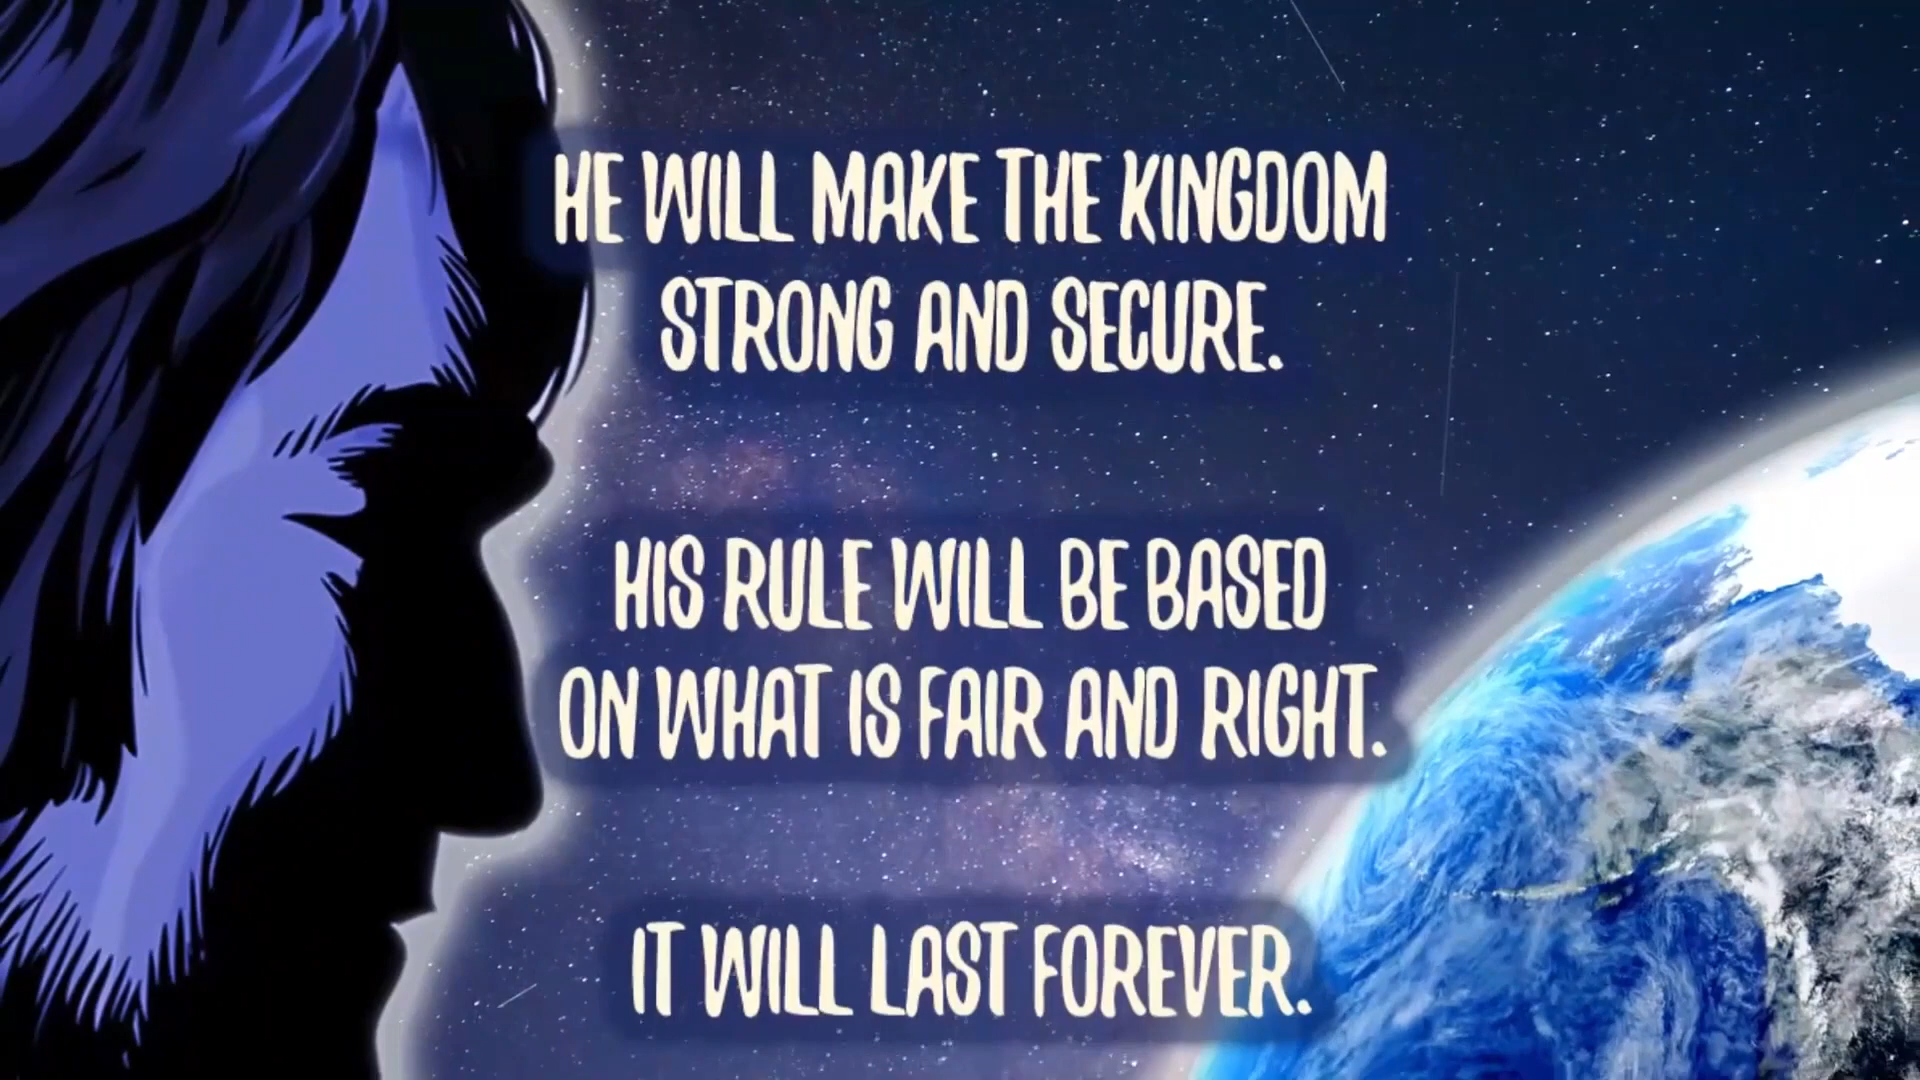 HE WILL MAKE THE KINGDOM
STRONG AND SECURE.
HIS RULE WILL BE BASED
ON WHAT IS FAIR AND RIGHT.
IT WILL LAST FOREVER.